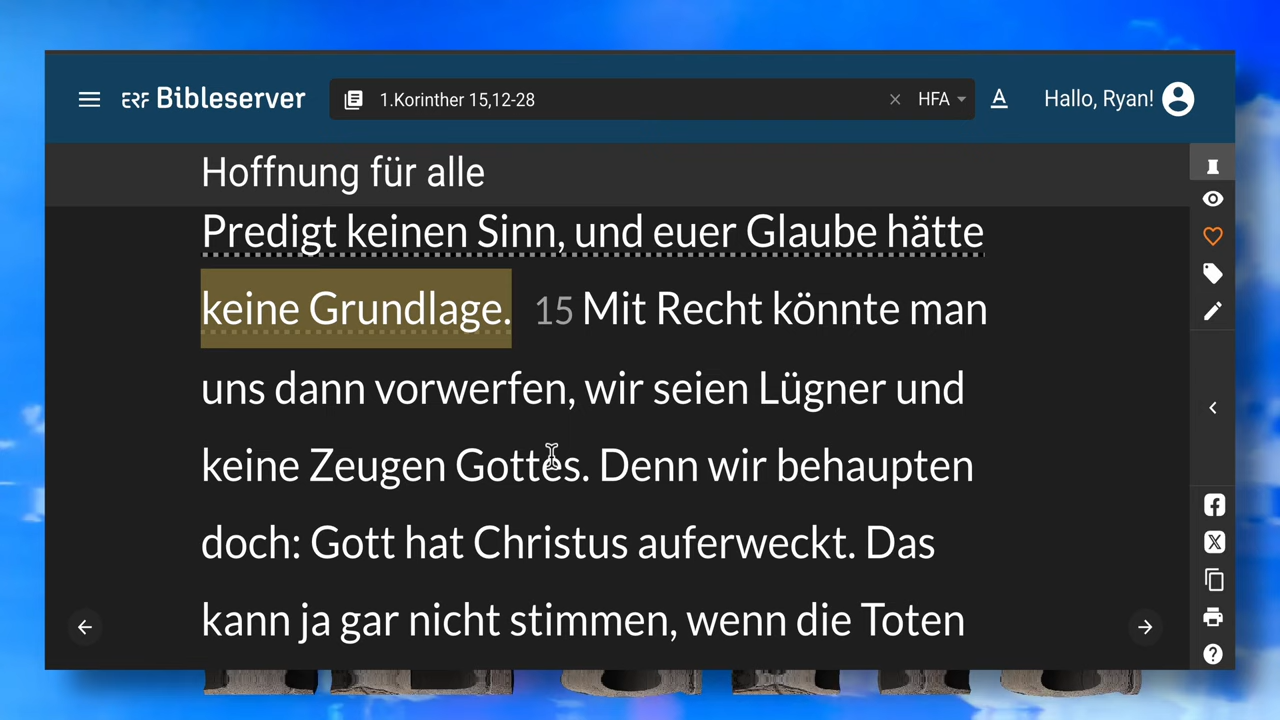 ERF Bibleserver
1.Korinther 15,12-28
HFA
A
Hallo, Ryan!
Hoffnung für alle
Predigt keinen Sinn, und euer Glaube hätte
keine Grundlage. 15 Mit Recht könnte man
uns dann vorwerfen, wir seien Lügner und
keine Zeugen Gottes. Denn wir behaupten
doch: Gott hat Christus auferweckt. Das
kann ja gar nicht stimmen, wenn die Toten